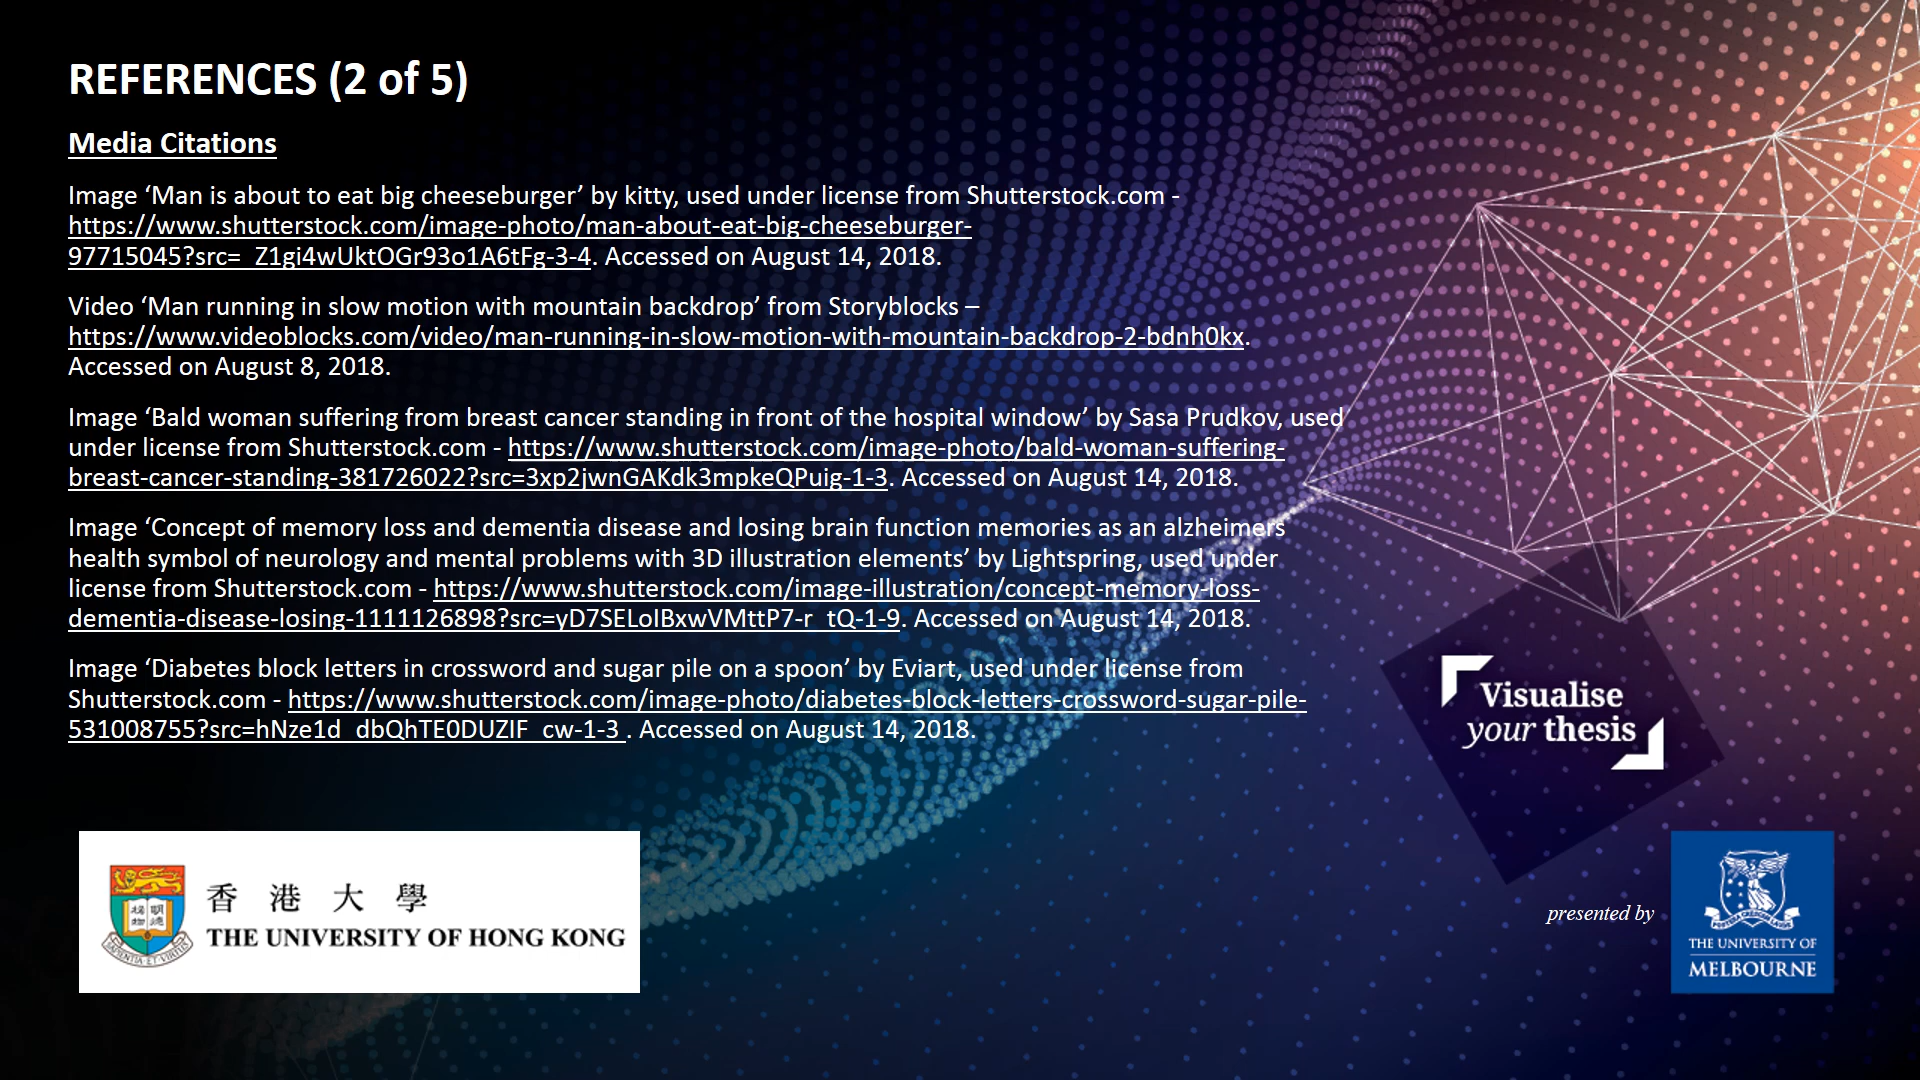 REFERENCES (2 of 5)
Media Citations
Image ‘Man is about to eat big cheeseburger’ by kitty, used under license from Shutterstock.com -
https://www.shutterstock.com/image-photo/man-about-eat-big-cheeseburger-
97715045?src=_Z1gi4wUktOGr93o1A6tFg-3-4. Accessed on August 14, 2018.
Video ‘Man running in slow motion with mountain backdrop’ from Storyblocks –
https://www.videoblocks.com/video/man-running-in-slow-motion-with-mountain-backdrop-2-bdnh0kx.
Accessed on August 8, 2018.
Image ‘Bald woman suffering from breast cancer standing in front of the hospital window’ by Sasa Prudkov, used
under license from Shutterstock.com - https://www.shutterstock.com/image-photo/bald-woman-suffering-
breast-cancer-standing-381726022?src=3xp2jwnGAKdk3mpkeQPuig-1-3. Accessed on August 14, 2018.
Image ‘Concept of memory loss and dementia disease and losing brain function memories as an alzheimers
health symbol of neurology and mental problems with 3D illustration elements’ by Lightspring, used under
license from Shutterstock.com - https://www.shutterstock.com/image-illustration/concept-memory-loss-
dementia-disease-losing-1111126898?src=yD7SELoIBxwVMttP7-r_tQ-1-9. Accessed on August 14, 2018.
Image ‘Diabetes block letters in crossword and sugar pile on a spoon’ by Eviart, used under license from
Shutterstock.com - https://www.shutterstock.com/image-photo/diabetes-block-letters-crossword-sugar-pile-
531008755?src=hNze1d_dbQhTE0DUZIF_cw-1-3 . Accessed on August 14, 2018.
Visualise
your thesis
香港大學
THE UNIVERSITY OF HONG KONG
SAPIENTIA ET VIRTUS
presented by
THE UNIVERSITY OF
MELBOURNE